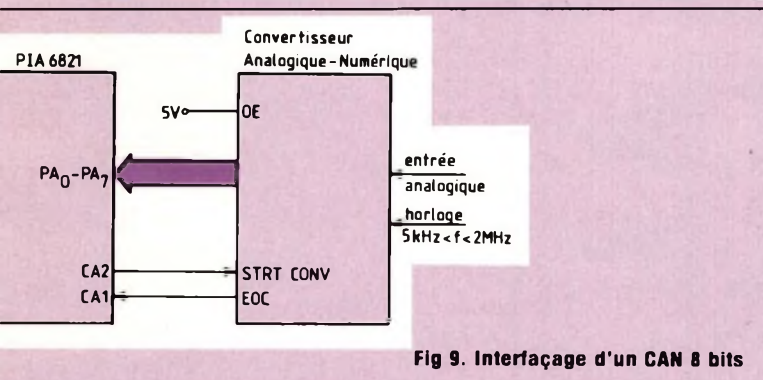 Convertisseur
Analogique-Numérique
PIA 6821
5V
OE
PA0-PA7
entrée
analogique
horloge
5kHz<f<2MHz
CA2
STRT CONV
CA1
EOC
Fig 9. Interfaçage d'un CAN 8 bits